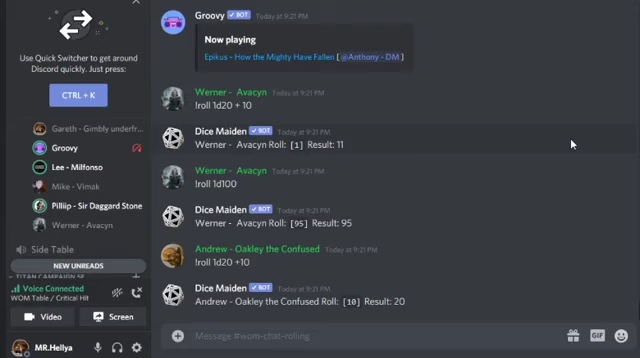 Use Quick Switcher to get around
Discord quickly. Just press:
CTRL + K
Gareth - Gimbly underfr...
Groovy
Lee - Milfonso
Mike - Vimak
Pilliip - Sir Daggard Stone
Werner - Avacyn
Side Table
NEW UNREADS
Voice Connected
WOM Table / Critical Hit
Video
Screen
MR.Hellya
Groovy ✓ BOT Today at 9:21 PM
Now playing
Epikus - How the Mighty Have Fallen [@Anthony - DM]
Werner - Avacyn Today at 9:21 PM
!roll 1d20 + 10
Dice Maiden ✓ BOT Today at 9:21 PM
Werner - Avacyn Roll: [1] Result: 11
Werner - Avacyn Today at 9:21 PM
!roll 1d100
Dice Maiden ✓ BOT Today at 9:21 PM
Werner - Avacyn Roll: [95] Result: 95
Andrew - Oakley the Confused Today at 9:21 PM
!roll 1d20 +10
Dice Maiden ✓ BOT Today at 9:21 PM
Andrew - Oakley the Confused Roll: [10] Result: 20
Message #wom-chat-rolling
GIF